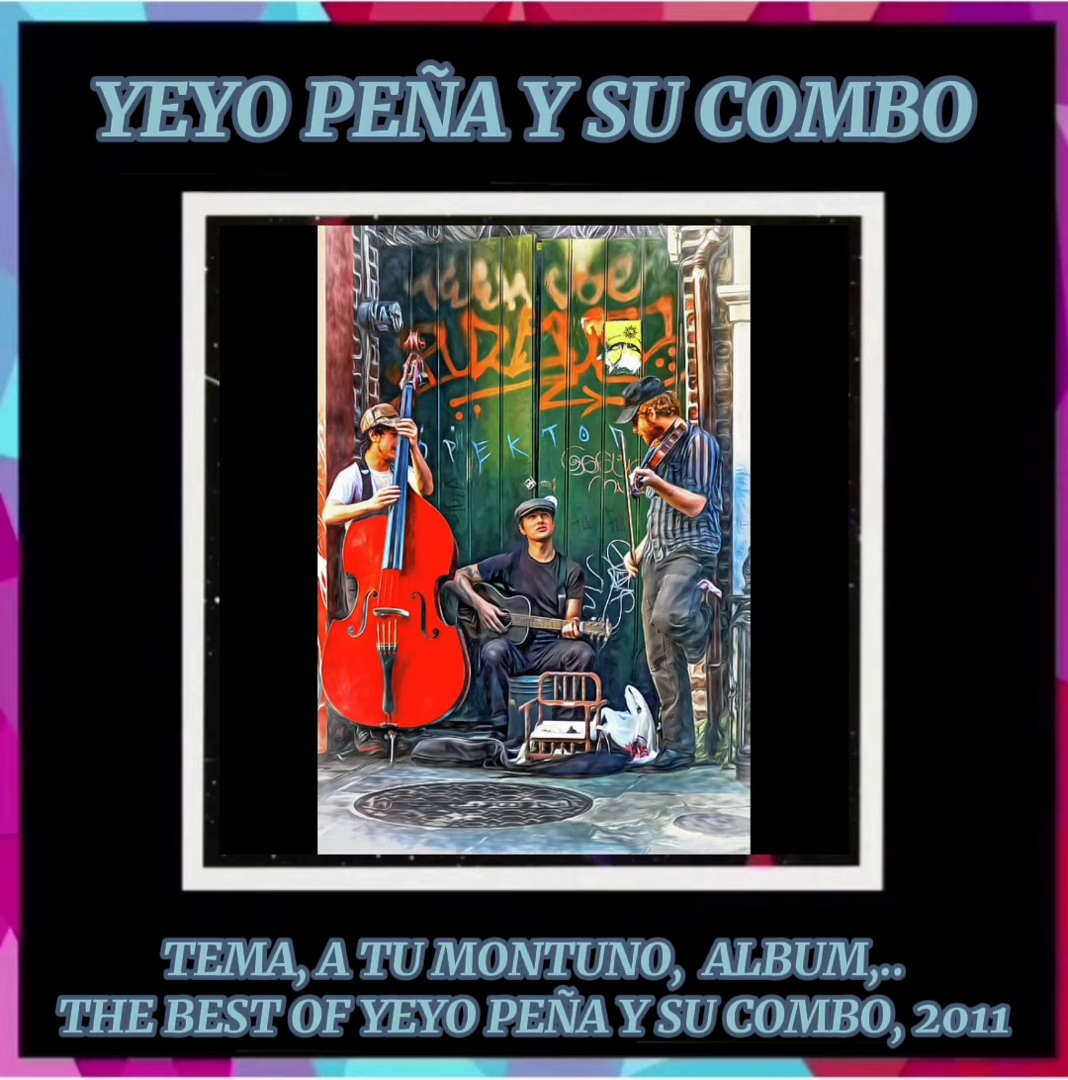 YEYO PEÑA Y SU COMBO
TEMA, A TU MONTUNO,  ALBUM,..
THE BEST OF YEYO PEÑA Y SU COMBO, 2011